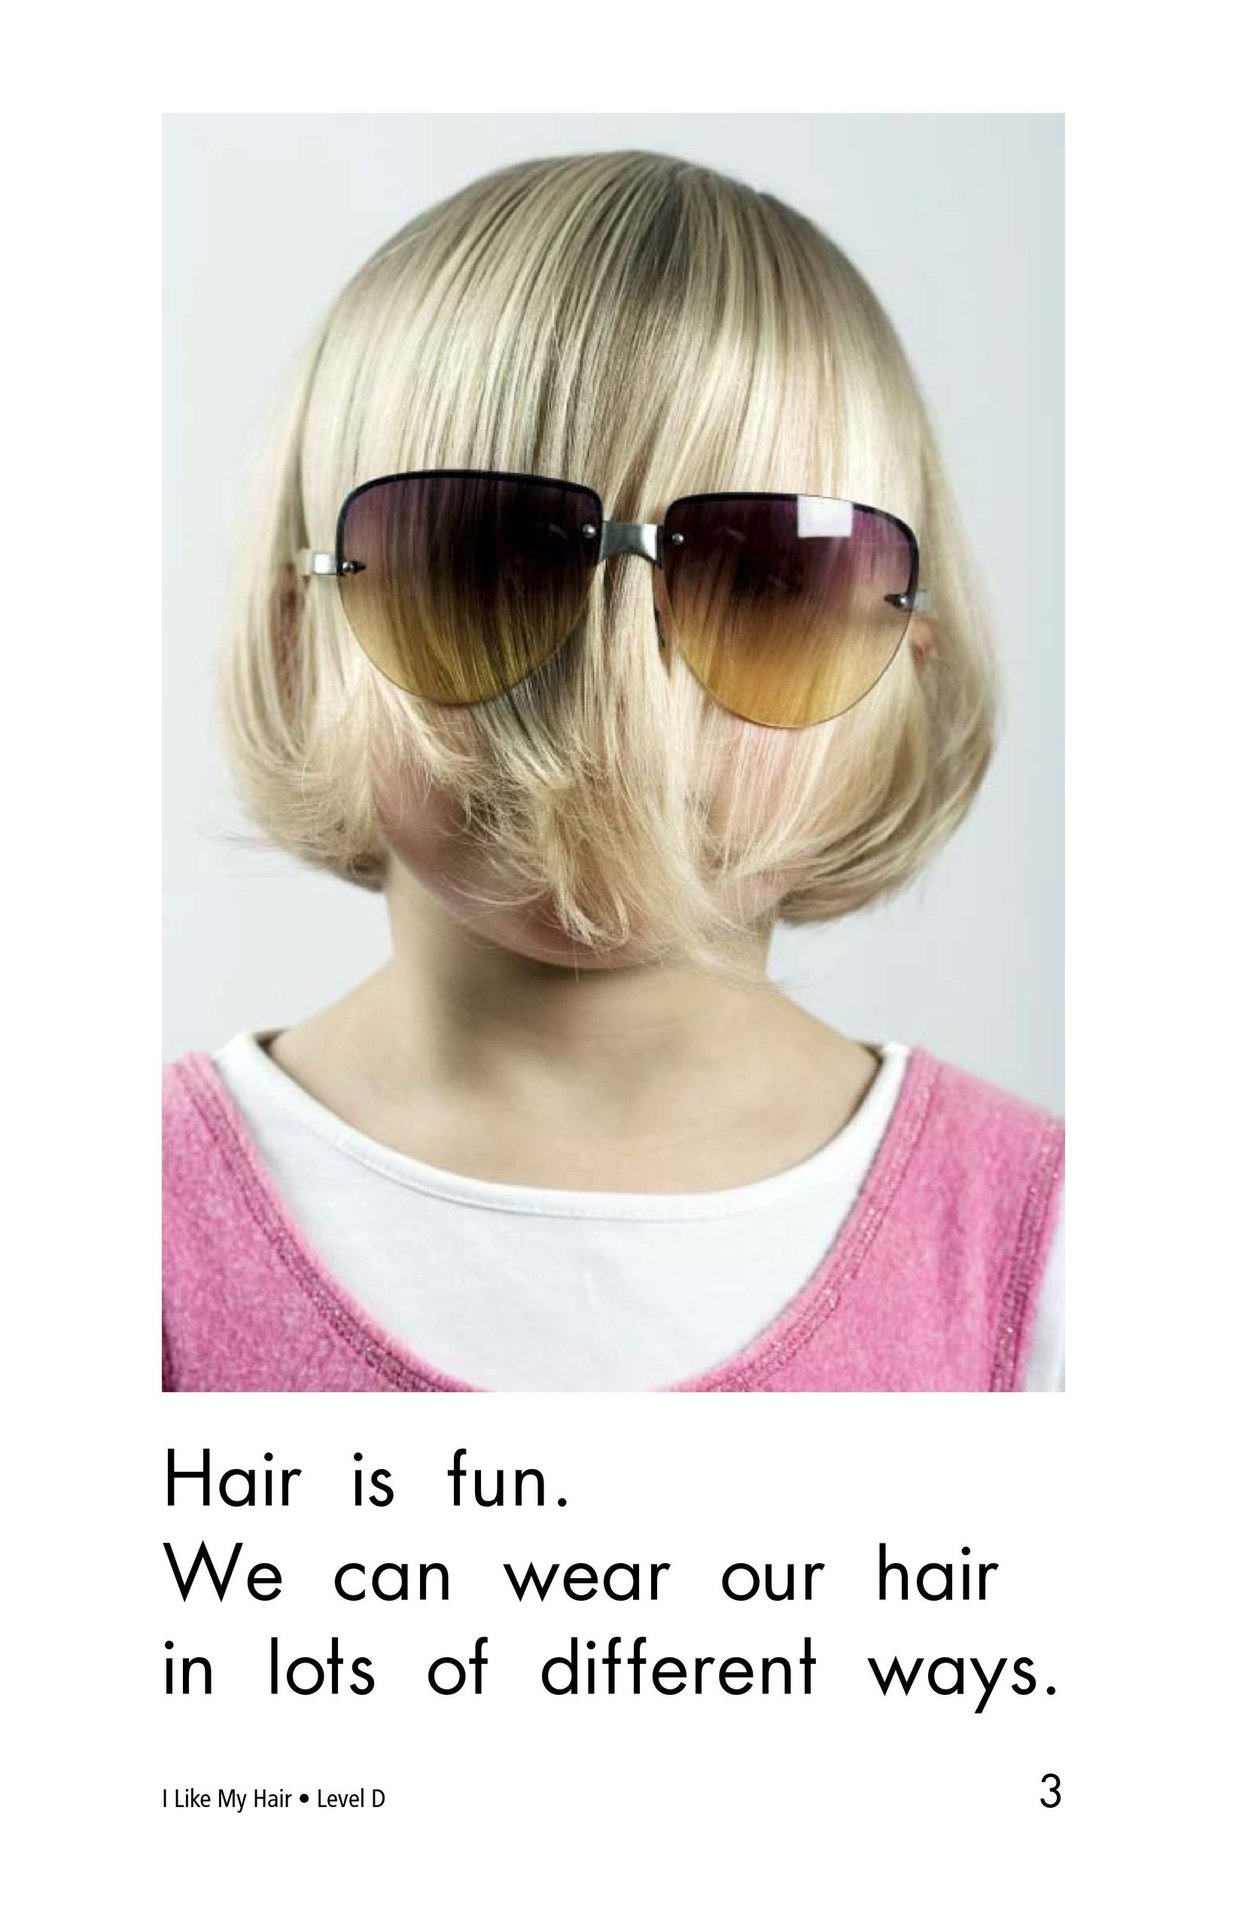 Hair is fun.
We can wear our hair
in lots of different ways.
I Like My Hair • Level D
3